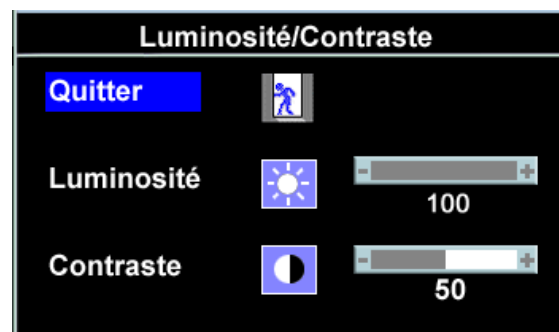 Luminosité/Contraste
Quitter
Luminosité
- +
100
Contraste
- +
50